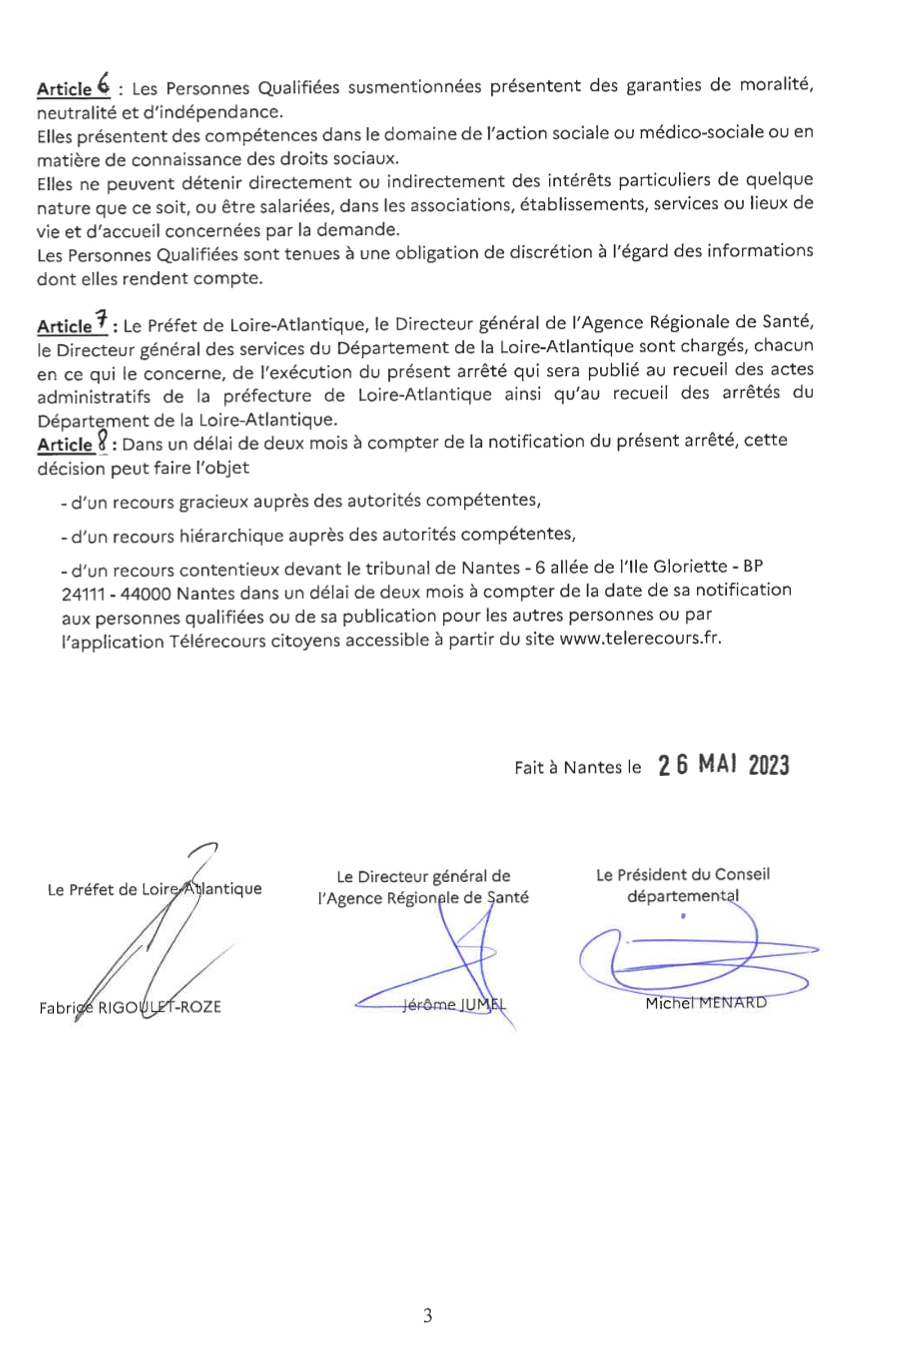 Article 6 : Les Personnes Qualifiées susmentionnées présentent des garanties de moralité,
neutralité et d'indépendance.
Elles présentent des compétences dans le domaine de l'action sociale ou médico-sociale ou en
matière de connaissance des droits sociaux.
Elles ne peuvent détenir directement ou indirectement des intérêts particuliers de quelque
nature que ce soit, ou être salariées, dans les associations, établissements, services ou lieux de
vie et d'accueil concernées par la demande.
Les Personnes Qualifiées sont tenues à une obligation de discrétion à l'égard des informations
dont elles rendent compte.
Article 7 : Le Préfet de Loire-Atlantique, le Directeur général de l'Agence Régionale de Santé,
le Directeur général des services du Département de la Loire-Atlantique sont chargés, chacun
en ce qui le concerne, de l'exécution du présent arrêté qui sera publié au recueil des actes
administratifs de la préfecture de Loire-Atlantique ainsi qu'au recueil des arrêtés du
Département de la Loire-Atlantique.
Article 8 : Dans un délai de deux mois à compter de la notification du présent arrêté, cette
décision peut faire l'objet
- d'un recours gracieux auprès des autorités compétentes,
- d'un recours hiérarchique auprès des autorités compétentes,
- d'un recours contentieux devant le tribunal de Nantes - 6 allée de l'Ile Gloriette - BP
24111 - 44000 Nantes dans un délai de deux mois à compter de la date de sa notification
aux personnes qualifiées ou de sa publication pour les autres personnes ou par
l'application Télérecours citoyens accessible à partir du site www.telerecours.fr.
Fait à Nantes le 26 MAI 2023
Le Préfet de Loire-Atlantique
Fabrice RIGOULET-ROZE
Le Directeur général de
l'Agence Régionale de Santé
Jérôme JUMEL
Le Président du Conseil
départemental
Michel MENARD
3